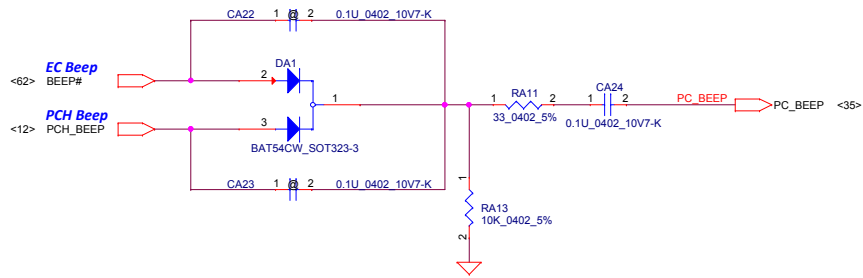 CA22 1 @ 2 0.1U_0402_10V7-K
EC Beep
<62> BEEP#
DA1
2
1
PCH Beep
<12> PCH_BEEP
3
BAT54CW_SOT323-3
CA23 1 @ 2 0.1U_0402_10V7-K
RA11
1 2
33_0402_5%
CA24
1 2
0.1U_0402_10V7-K
PC_BEEP
PC_BEEP <35>
1
RA13
10K_0402_5%
2